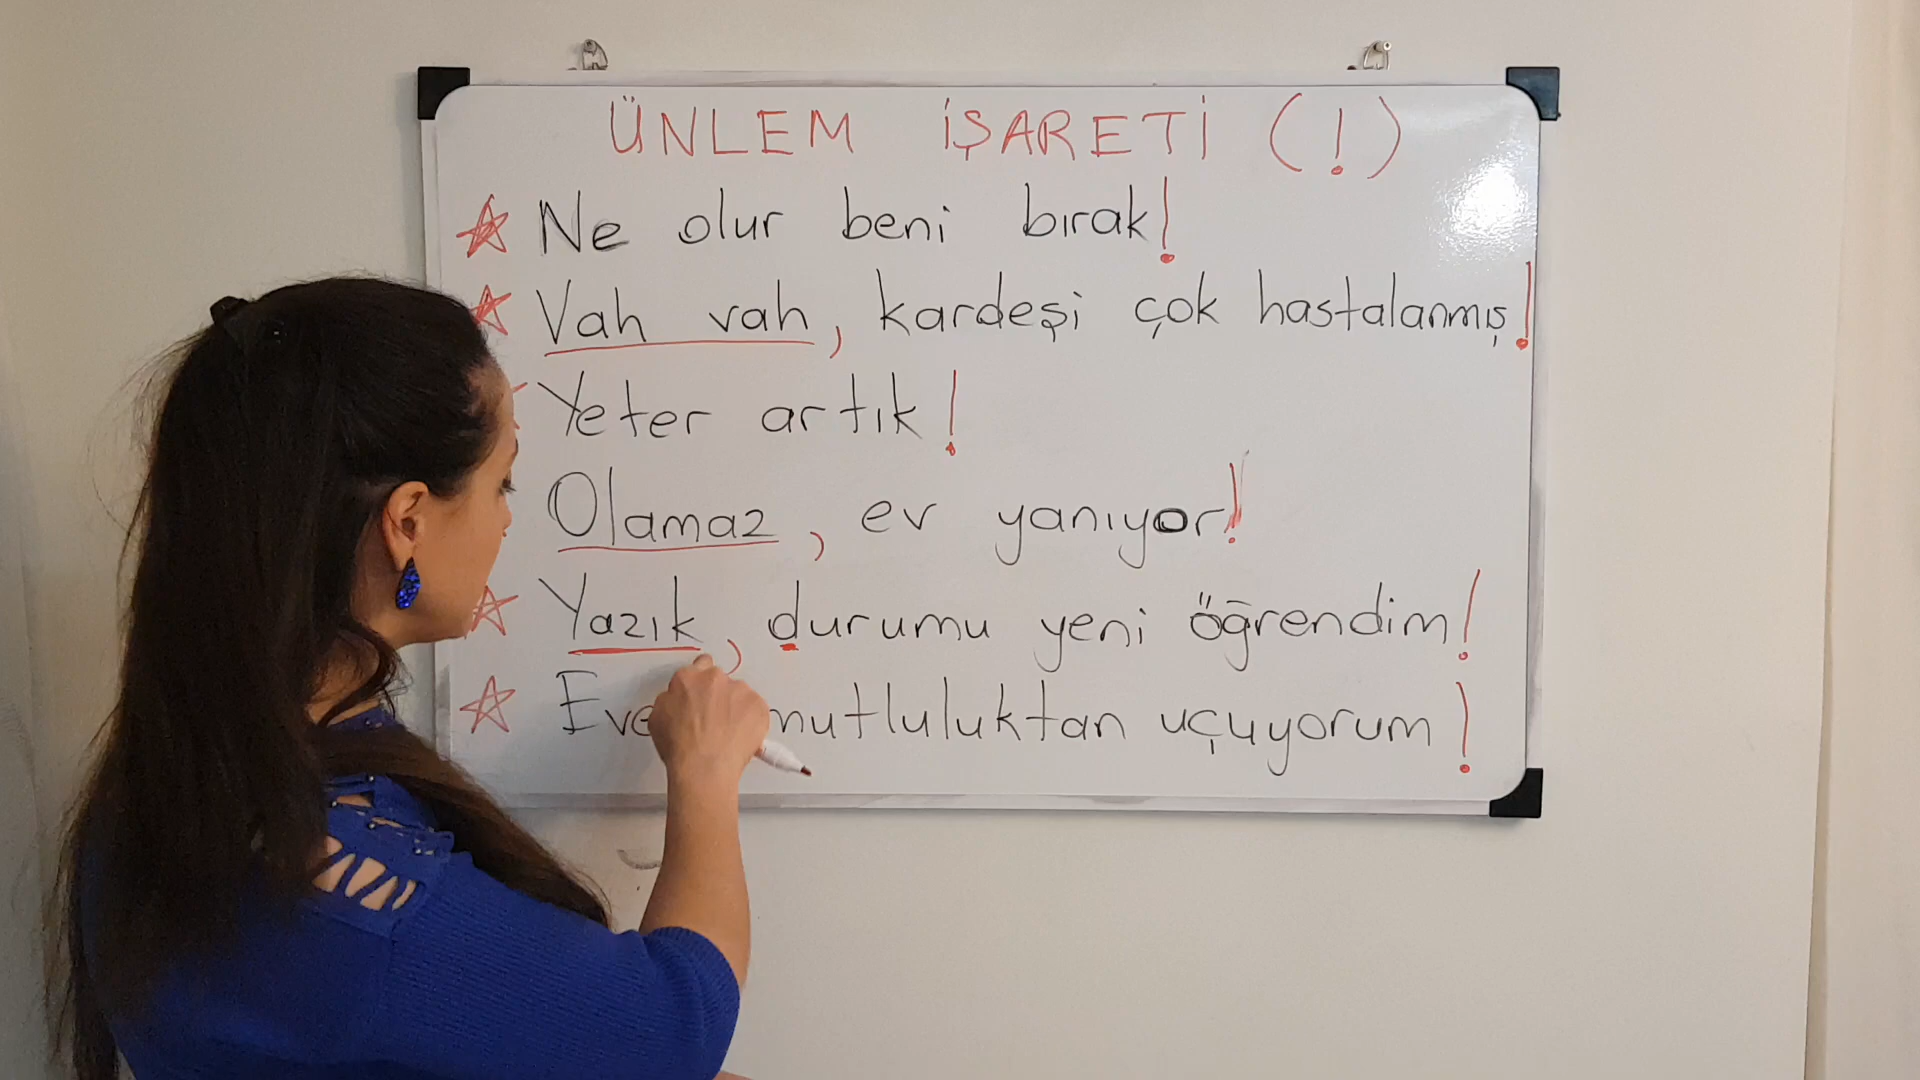 ÜNLEM İŞARETİ (!)
Ne olur beni bırak!
Vah vah, kardeşi çok hastalanmış!
Yeter artık!
Olamaz, ev yanıyor!
Yazık, durumu yeni öğrendim!
mutluluktan uçuyorum!